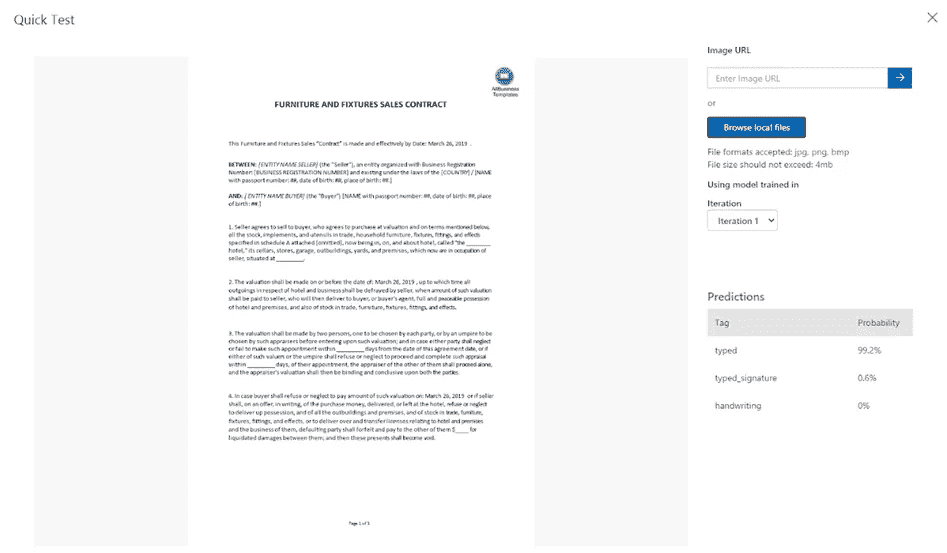 Quick Test
AllBusiness
Templates
FURNITURE AND FIXTURES SALES CONTRACT
This Furniture and Fixtures Sales "Contract" is made and effectively by Date: March 26, 2019 .
BETWEEN: [ENTITY NAME SELLER] (the "Seller"), an entity organized with Business Registration
Number: [BUSINESS REGISTRATION NUMBER] and existing under the laws of the [COUNTRY] / [NAME
with passport number: ##, date of birth: ##, place of birth: ##.]
AND: [ ENTITY NAME BUYER] (the "Buyer") [NAME with passport number: ##, date of birth: ##, place
of birth: ##.]
1. Seller agrees to sell to buyer, who agrees to purchase at valuation and on terms mentioned below,
all the stock, implements, and utensils in trade, household furniture, fixtures, fittings, and effects
specified in schedule A attached [omitted], now being in, on, and about hotel, called "the ________
hotel," its cellars, stores, garage, outbuildings, yards, and premises, which now are in occupation of
seller, situated at _________.
2. The valuation shall be made on or before the date of: March 26, 2019 , up to which time all
outgoings in respect of hotel and business shall be defrayed by seller, when amount of such valuation
shall be paid to seller, who will then deliver to buyer, or buyer's agent, full and peaceable possession
of hotel and premises, and also of stock in trade, furniture, fixtures, fittings, and effects.
3. The valuation shall be made by two persons, one to be chosen by each party, or by an umpire to be
chosen by such appraisers before entering upon such valuation; and in case either party shall neglect
or fail to make such appointment within _________ days from the date of this agreement date, or if
either of such valuers or the umpire shall refuse or neglect to proceed and complete such appraisal
within _________ days, of their appointment, the appraiser of the other of them shall proceed alone,
and the appraiser's valuation shall then be binding and conclusive upon both the parties.
4. In case buyer shall refuse or neglect to pay amount of such valuation on: March 26, 2019 or if seller
shall, on an offer, in writing, of the purchase money, delivered, or left at the hotel, refuse or neglect
to deliver up possession, and of all the outbuildings and premises, and of stock in trade, furniture,
fixtures, fittings, and effects, or to deliver over and transfer licenses relating to hotel and premises
and the business of them, defaulting party shall forfeit and pay to the other of them $____ for
liquidated damages between them; and then these presents shall become void.
Page 1 of 3
Image URL
Enter Image URL
or
Browse local files
File formats accepted: jpg, png, bmp
File size should not exceed: 4mb
Using model trained in
Iteration
Iteration 1
Predictions
Tag Probability
typed 99.2%
typed_signature 0.6%
handwriting 0%